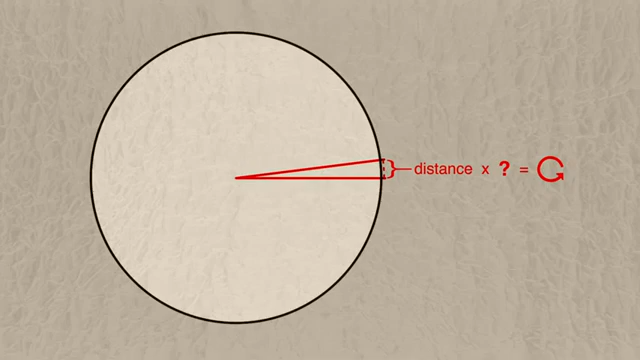 distance x ? =